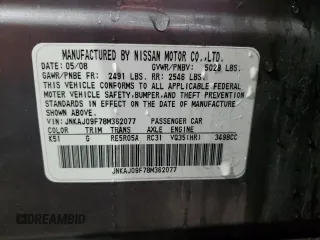 MANUFACTURED BY NISSAN MOTOR CO.,LTD.
DATE: 05/08 GVWR/PNBV: 5028 LBS.
GAWR/PNBE FR: 2491 LBS. RR: 2546 LBS.
THIS VEHICLE CONFORMS TO ALL APPLICABLE FEDERAL
MOTOR VEHICLE SAFETY,
BUMPER, AND THEFT PREVENTION STANDARDS
IN EFFECT ON THE DATE OF MANUFACTURE
SHOWN ABOVE.
VIN:JNKAJ09F78M362077 PASSENGER CAR
MODEL COLOR TRIM TRANS AXLE ENGINE
K51 G RE5R05A RC31 VQ35(HR) 3498CC
JNKAJ09F78M362077
© DREAMBID